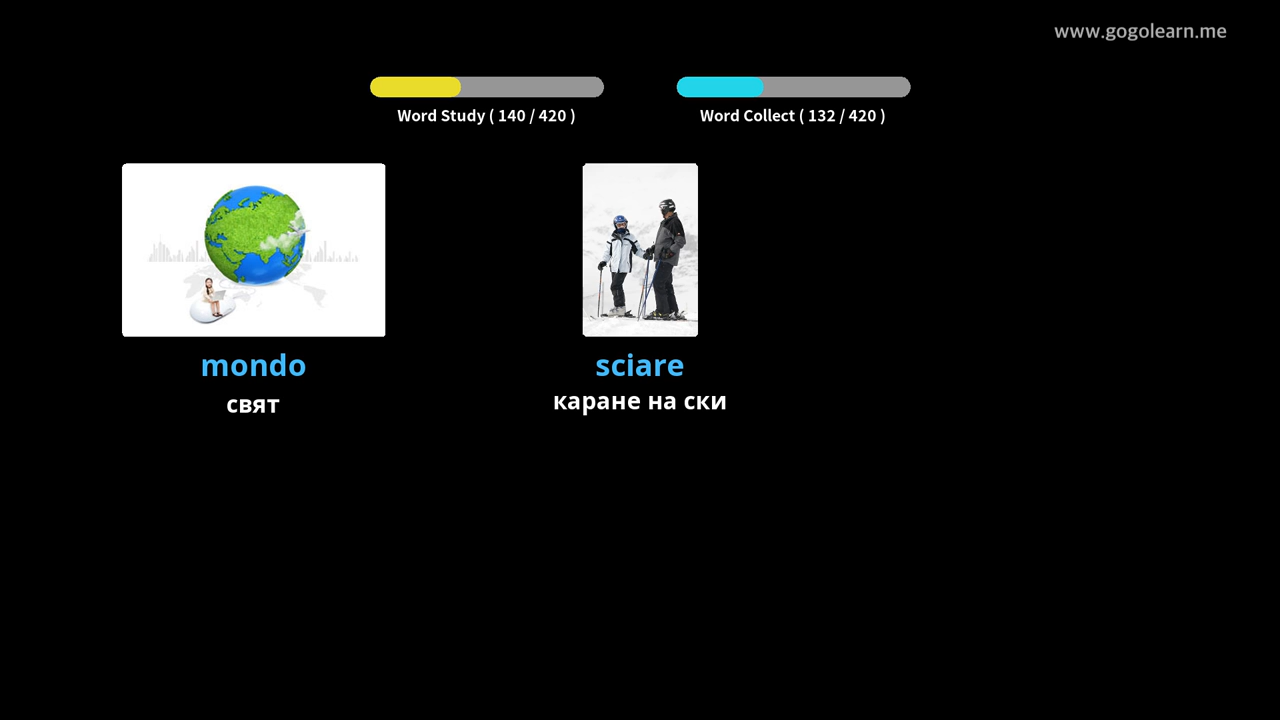 www.gogolearn.me
Word Study ( 140 / 420 )
Word Collect ( 132 / 420 )
mondo
свят
sciare
каране на ски